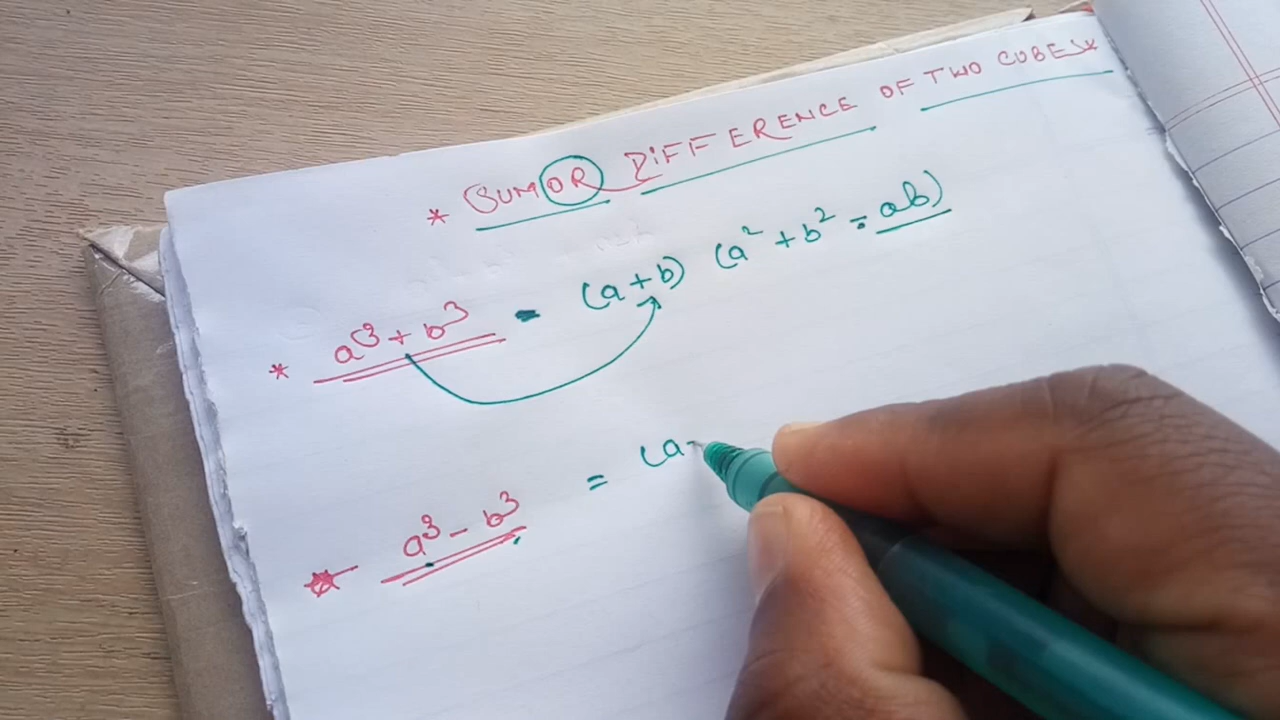 * SUM OR DIFFERENCE OF TWO CUBES *
* a³ + b³ = (a + b) (a² + b² - ab)
* a³ - b³ = (a -